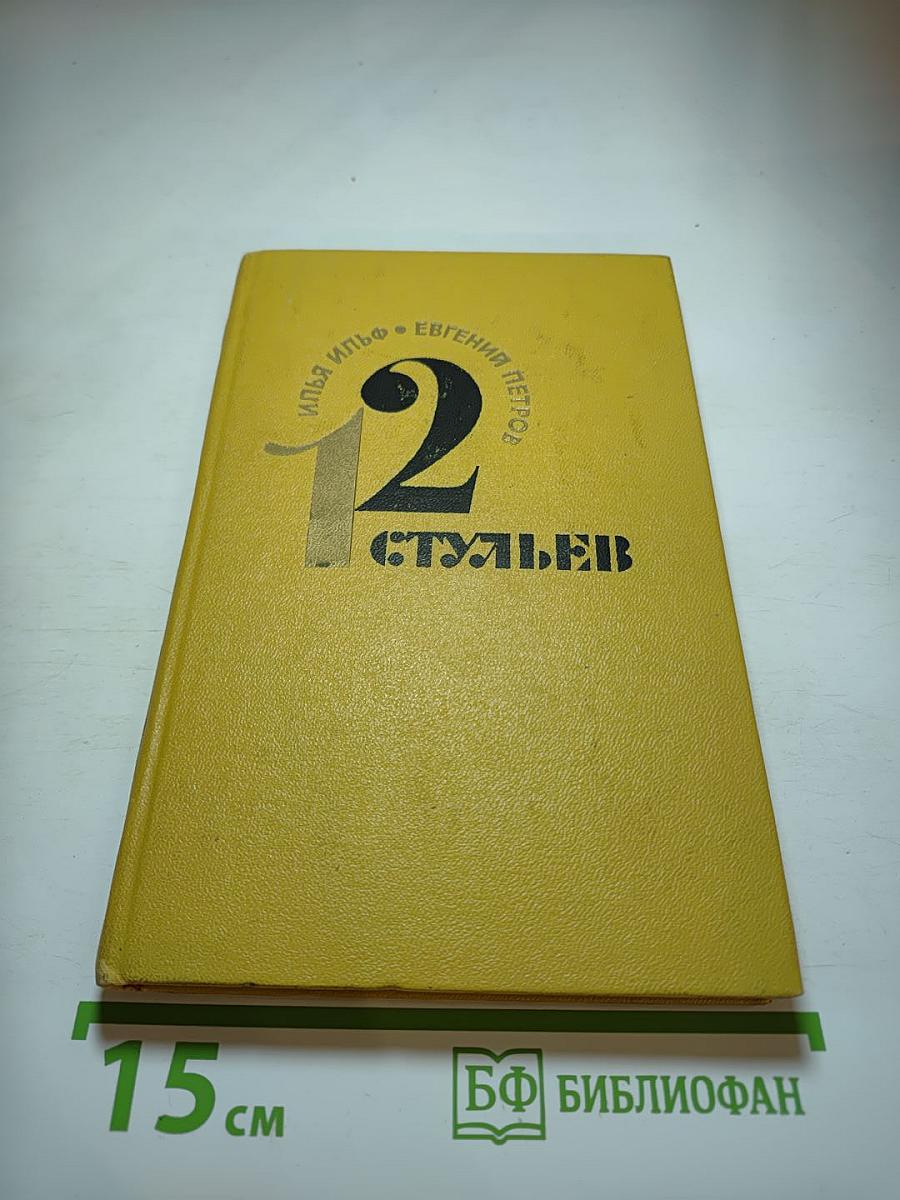 ИЛЬЯ ИЛЬФ • ЕВГЕНИЙ ПЕТРОВ
12
СТУЛЬЕВ
15 см
БФ БИБЛИОФАН